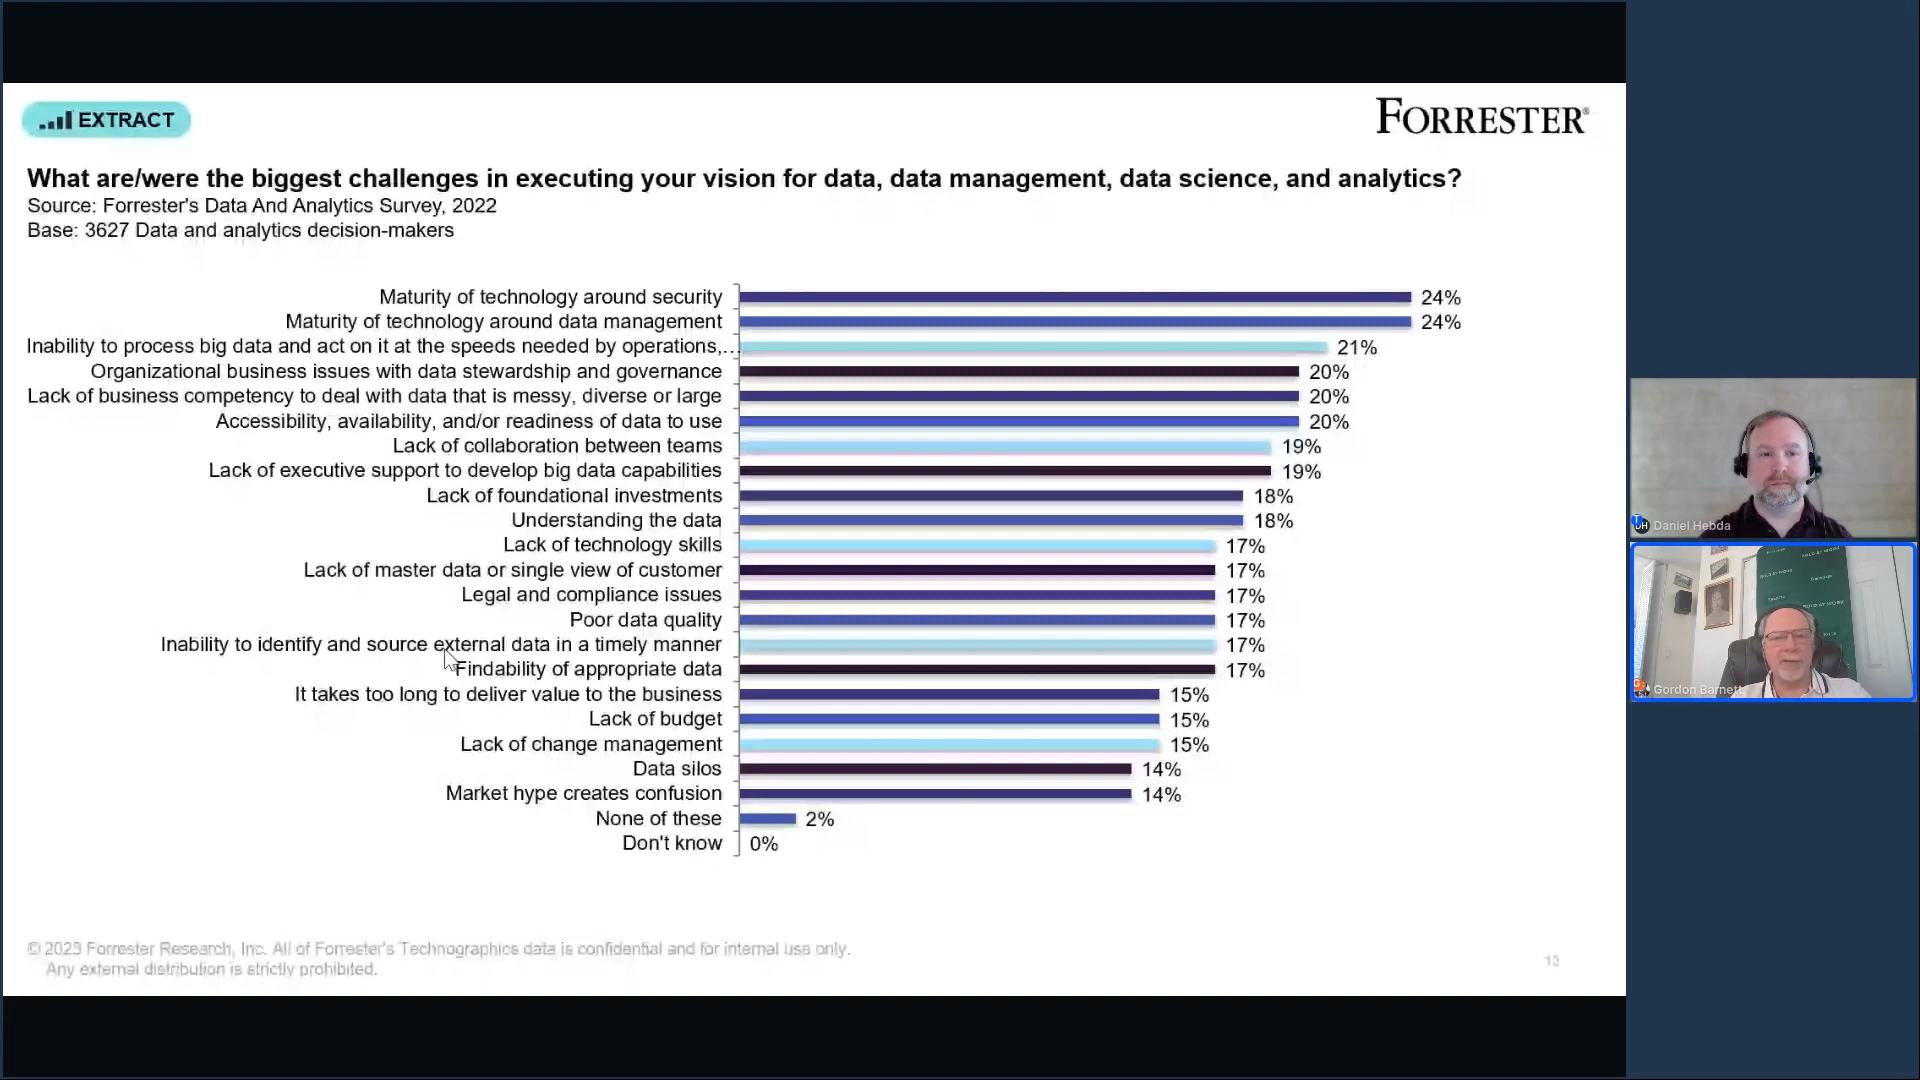 EXTRACT
FORRESTER®
What are/were the biggest challenges in executing your vision for data, data management, data science, and analytics?
Source: Forrester's Data And Analytics Survey, 2022
Base: 3627 Data and analytics decision-makers
Maturity of technology around security 24%
Maturity of technology around data management 24%
Inability to process big data and act on it at the speeds needed by operations,... 21%
Organizational business issues with data stewardship and governance 20%
Lack of business competency to deal with data that is messy, diverse or large 20%
Accessibility, availability, and/or readiness of data to use 20%
Lack of collaboration between teams 19%
Lack of executive support to develop big data capabilities 19%
Lack of foundational investments 18%
Understanding the data 18%
Lack of technology skills 17%
Lack of master data or single view of customer 17%
Legal and compliance issues 17%
Poor data quality 17%
Inability to identify and source external data in a timely manner 17%
Findability of appropriate data 17%
It takes too long to deliver value to the business 15%
Lack of budget 15%
Lack of change management 15%
Data silos 14%
Market hype creates confusion 14%
None of these 2%
Don't know 0%
© 2023 Forrester Research, Inc. All of Forrester's Technographics data is confidential and for internal use only.
Any external distribution is strictly prohibited.
13
DH Daniel Hebda
Gordon Barnett